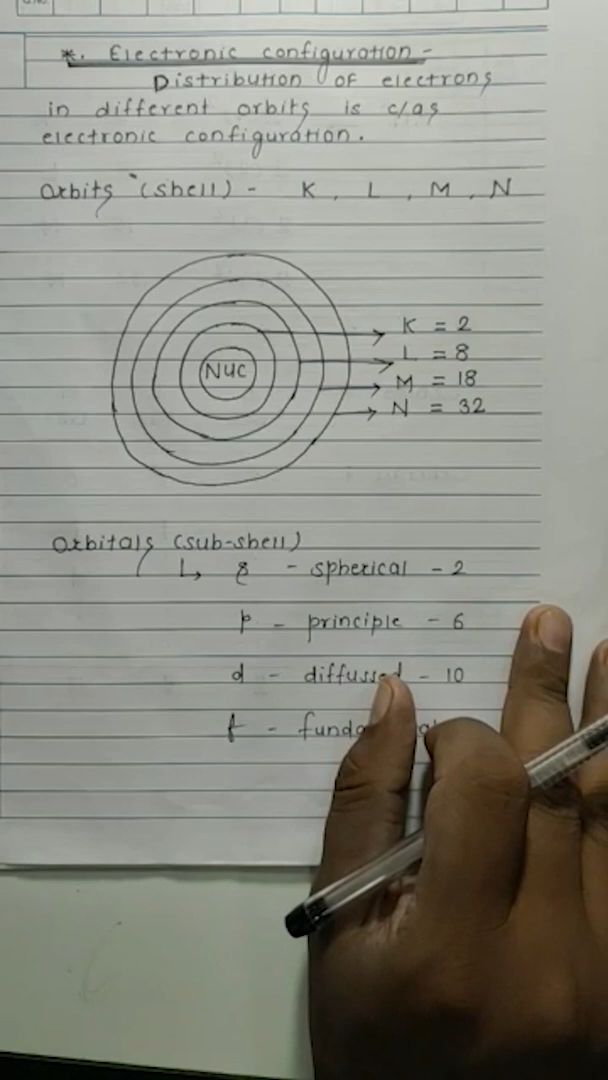 *. Electronic configuration -
Distribution of electrons
in different orbits is c/as
electronic configuration.
Orbits (shell) - K, L, M, N
Nuc
K = 2
L = 8
M = 18
N = 32
Orbitals (sub-shell)
↳ s - spherical - 2
p - principle - 6
d - diffussed - 10
f -